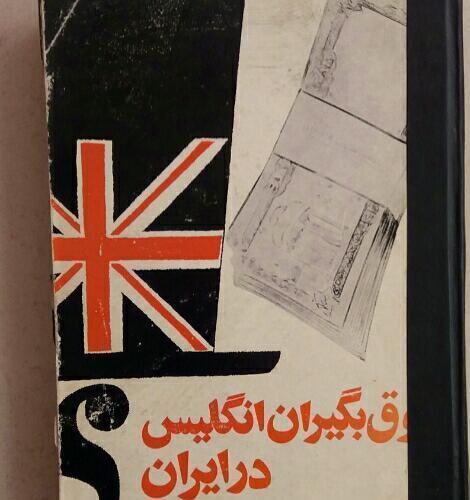 وق بگیران انگلیس
در ایران